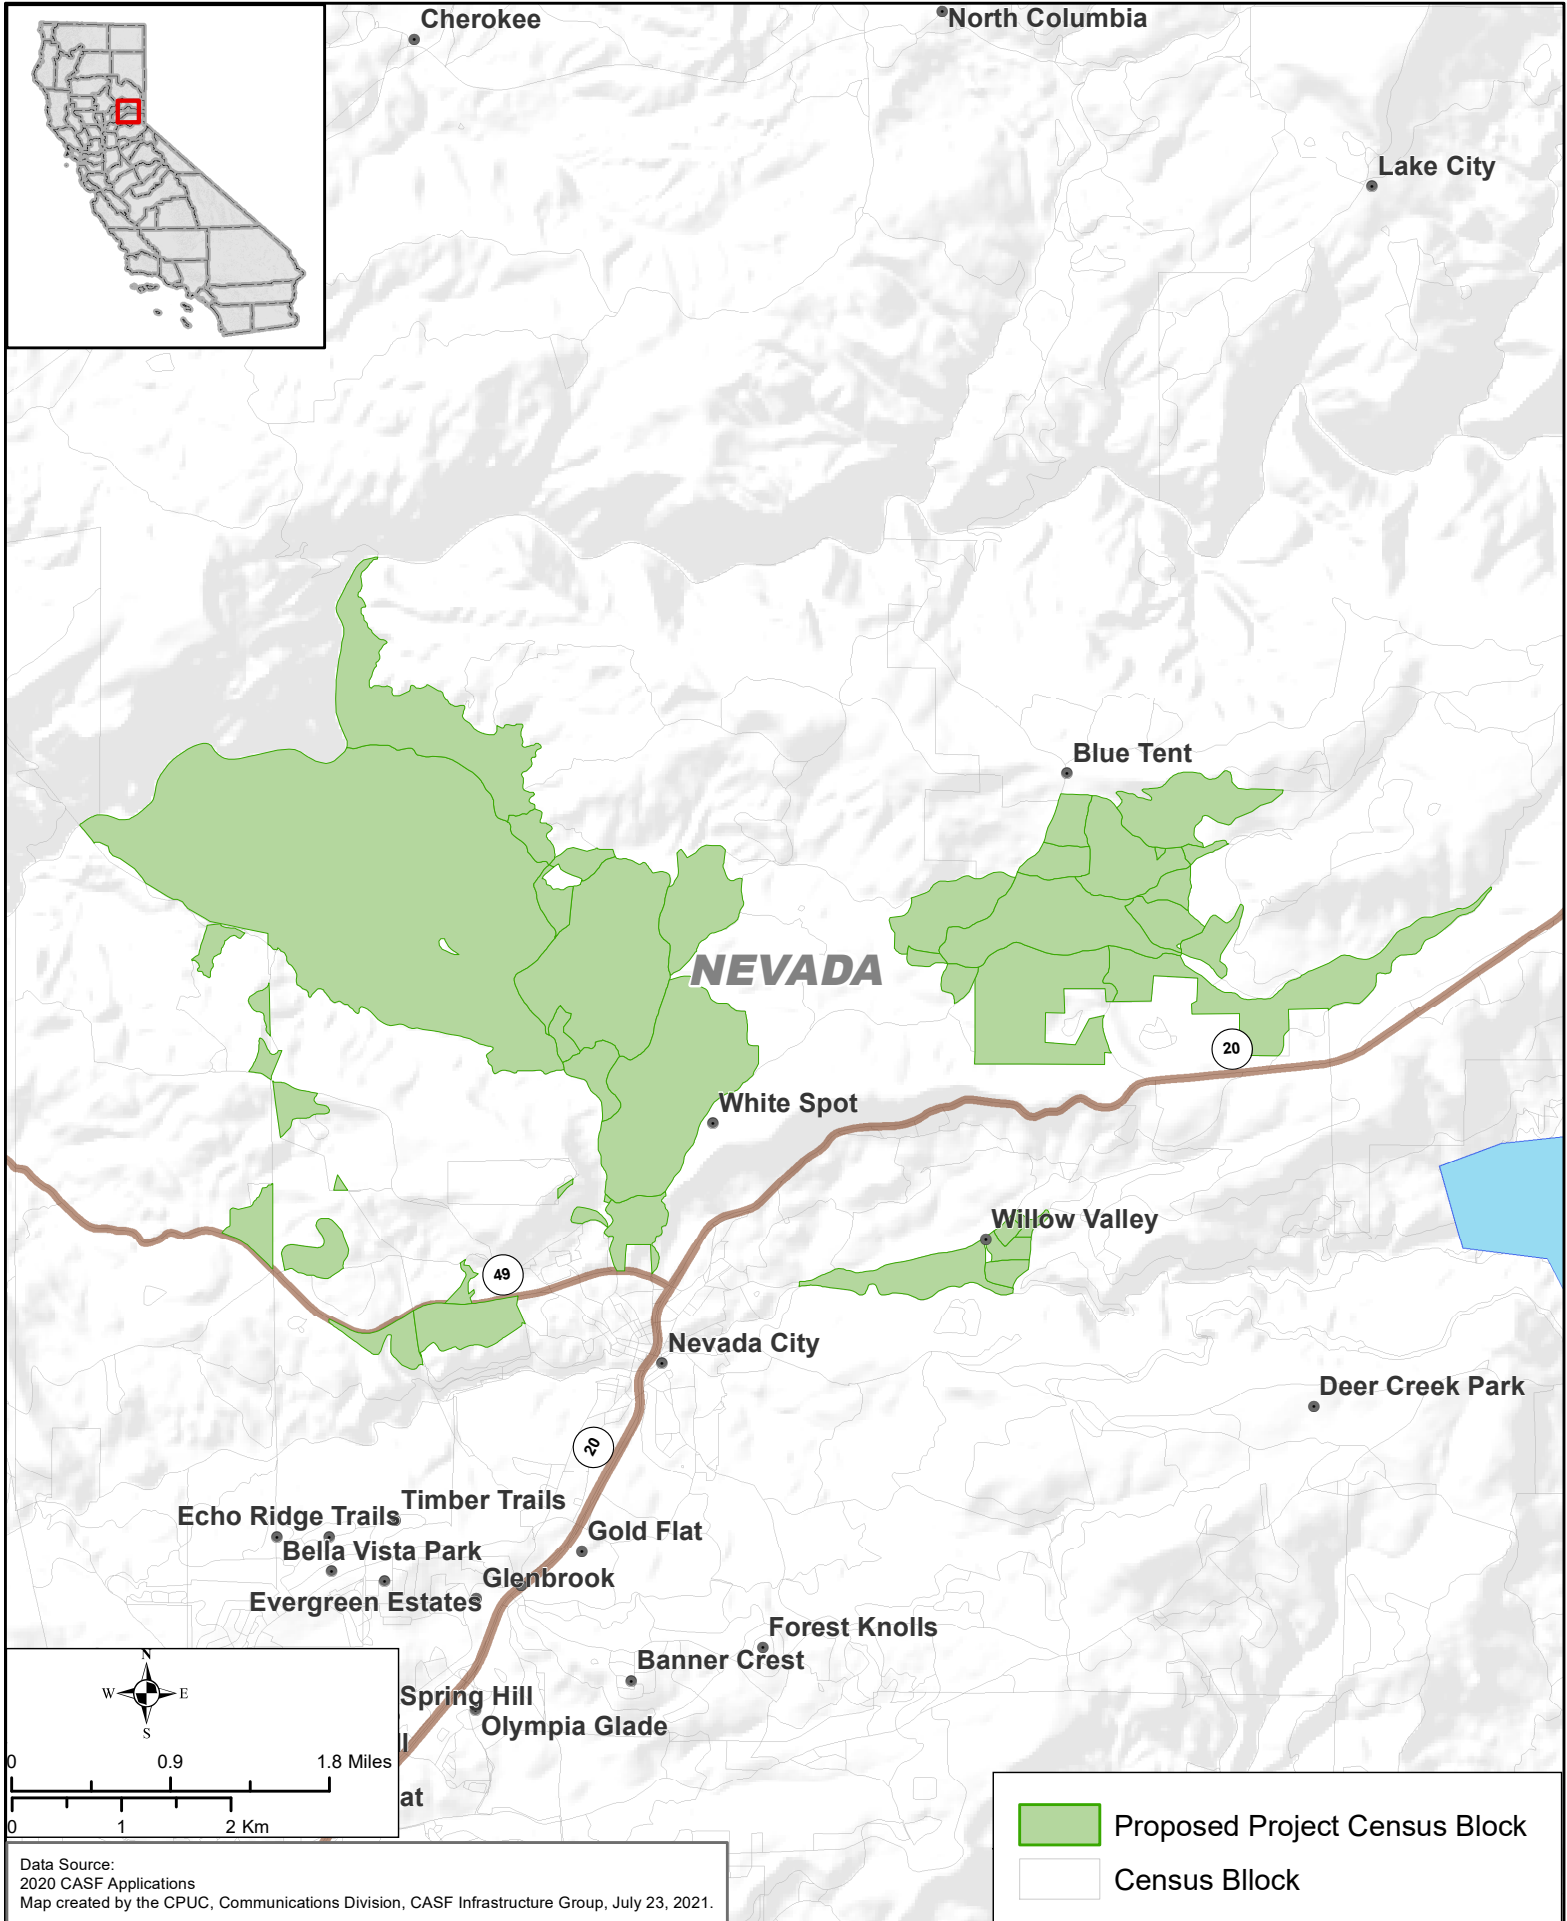 Cherokee
North Columbia
Lake City
Blue Tent
NEVADA
20
White Spot
Willow Valley
49
Nevada City
Deer Creek Park
20
Timber Trails
Echo Ridge Trails
Gold Flat
Bella Vista Park
Glenbrook
Evergreen Estates
Forest Knolls
Banner Crest
N
W E
S
Spring Hill
Olympia Glade
ll
0 0.9 1.8 Miles
at
0 1 2 Km
Proposed Project Census Block
Census Bllock
Data Source:
2020 CASF Applications
Map created by the CPUC, Communications Division, CASF Infrastructure Group, July 23, 2021.